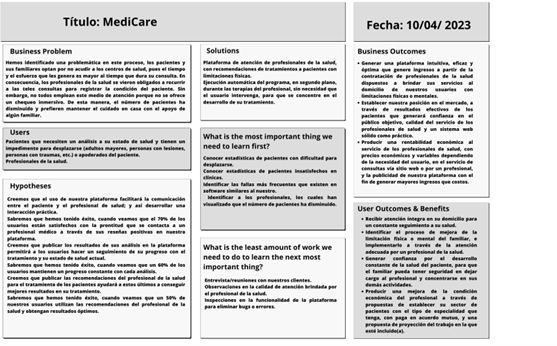 Título: MediCare
Fecha: 10/04/ 2023
Business Problem
Hemos identificado una problemática en este proceso, los pacientes y
sus familiares optan por no acudir a los centros de salud, pues el tiempo
y el esfuerzo que les genera es mayor al tiempo que dura su consulta. En
consecuencia, los profesionales de la salud se vieron obligados a recurrir
a las teles consultas para registrar la condición del paciente. Sin
embargo, no todos emplean este medio de atención porque no se ofrece
un chequeo inmersivo. De esta manera, el número de pacientes ha
disminuido y prefieren mantener el cuidado en casa con el apoyo de
algún familiar.
Users
Pacientes que necesiten un análisis a su estado de salud y tienen un
impedimento para desplazarse (adultos mayores, personas con lesiones,
personas con traumas, etc.) o apoderados del paciente.
Profesionales de la salud.
Hypotheses
Creemos que el uso de nuestra plataforma facilitará la comunicación
entre el paciente y el profesional de salud; y así desarrollar una
interacción práctica.
Sabremos que hemos tenido éxito, cuando veamos que el 70% de los
usuarios están satisfechos con la prentitud se que se contacta a un
profesional médico a través de sus reseñas positivas en nuestra
plataforma.
Creemos que publicar los resultados de sus análisis en la plataforma
permitirá a los usuarios hacer un seguimiento de su progreso con el
tratamiento y su estado de salud actual.
Sabremos que hemos tenido éxito, cuando veamos que un 60% de los
usuarios mantienen un progreso constante con cada análisis.
Creemos que publicar las recomendaciones del profesional de la salud
para el tratamiento de los pacientes ayudará a estos últimos a conseguir
mejores resultados en su tratamiento.
Sabremos que hemos tenido éxito, cuando veamos que un 50% de
nuestros usuarios utilizan las recomendaciones del profesional de la
salud y obtengan resultados óptimos.
Solutions
Plataforma de atención de profesionales de la salud,
con recomendaciones de tratamientos a pacientes con
limitaciones físicas.
Ejecución automática del programa, en segundo plano,
durante las terapias del profesional, sin necesidad que
el usuario intervenga, para que se concentre en el
desarrollo de su tratamiento.
What is the most important thing we
need to learn first?
Conocer estadísticas de pacientes con dificultad para
desplazarse.
Conocer estadísticas de pacientes insatisfechos en
clínicas.
Identificar las fallas más frecuentes que existen en
software similares al nuestro.
Identificar a los profesionales, los cuales han
visualizado que el número de pacientes ha disminuido.
What is the least amount of work we
need to do to learn the next most
important thing?
Entrevistas/reuniones con nuestros clientes.
Observaciones en la calidad de atención brindada por
el profesional de la salud.
Inspecciones en la funcionalidad de la plataforma
para eliminar bugs o errores.
Business Outcomes
• Generar una plataforma intuitiva, eficaz y
óptima que genere ingresos a partir de la
contratación de profesionales de la salud
dispuestos a brindar sus servicios al
domicilio de nuestros usuarios con
limitaciones físicas o mentales.
• Establecer nuestra posición en el mercado, a
través de resultados efectivos de los
pacientes que generará confianza en el
público objetivo, calidad del servicio de los
profesionales de salud y un sistema web
sólido como práctico.
• Producir una rentabilidad económica al
servicio de los profesionales de salud, con
precios económicos y variables dependiendo
de la necesidad del usuario, en el servicio de
consultas vía sitio web o por un profesional,
y la publicidad de nuestra plataforma con el
fin de generar mayores ingresos que costos.
User Outcomes & Benefits
• Recibir atención íntegra en su domicilio para
un constante seguimiento a su salud.
• Identificar el proceso de mejora de la
limitación física o mental del familiar, e
implementarlo a través de la atención
adecuada por un profesional de la salud.
• Generar confianza por el desarrollo
constante de la salud del paciente, para que
el familiar pueda tener seguridad en dejar
cargo al profesional y concentrarse en sus
demás actividades.
• Producir una mejora de la condición
económica del profesional a través de
propuestas de establecer su sector de
pacientes con el tipo de especialidad que
tenga, con pago en acuerdo mutuo, y una
propuesta de proyección del trabajo en la que
esté incluido(a).